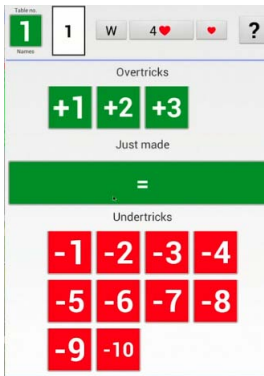 Table no.
1
Names
1
W
4♥
♥
?
Overtricks
+1 +2 +3
Just made
=
Undertricks
-1 -2 -3 -4
-5 -6 -7 -8
-9 -10